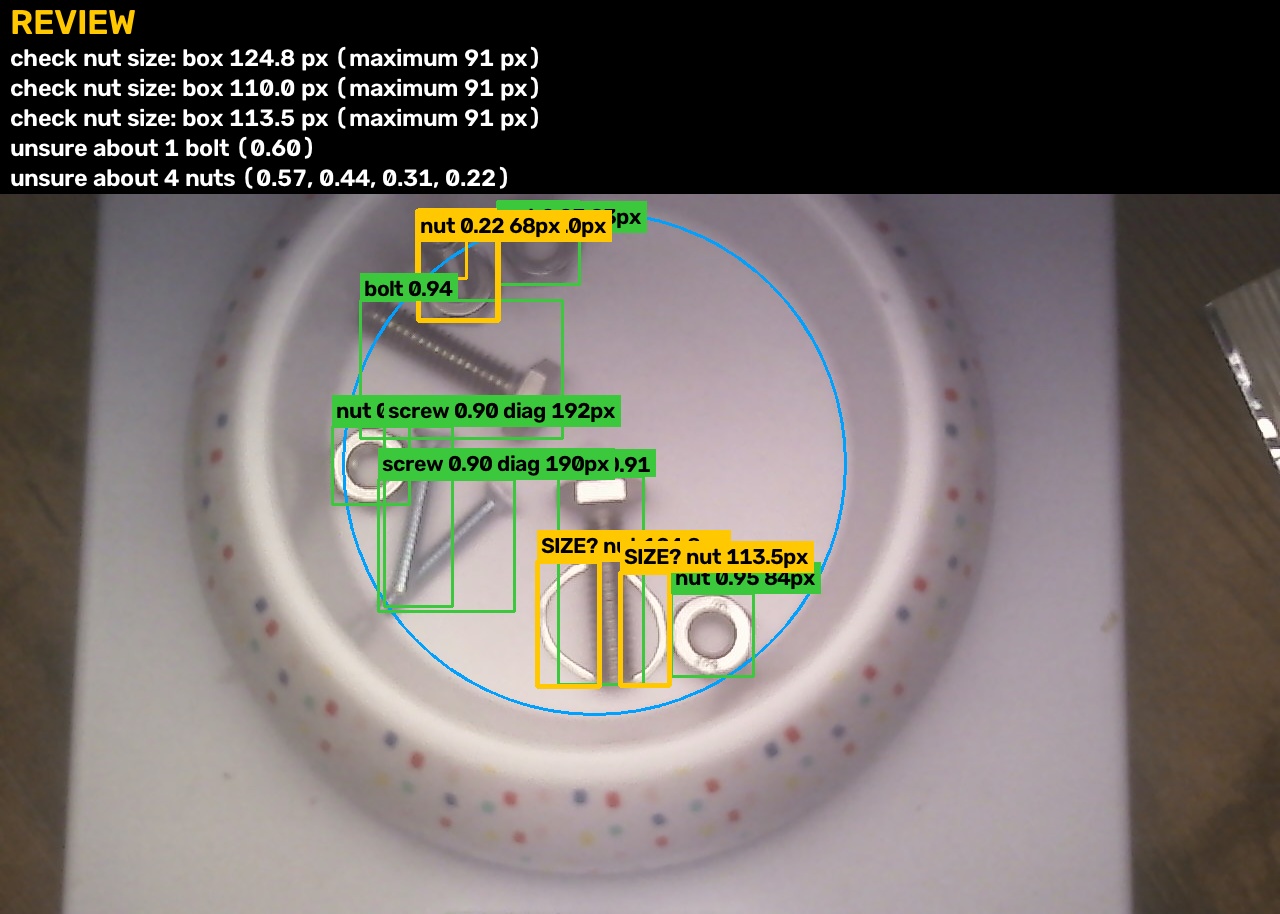 REVIEW
check nut size: box 124.8 px (maximum 91 px)
check nut size: box 110.0 px (maximum 91 px)
check nut size: box 113.5 px (maximum 91 px)
unsure about 1 bolt (0.60)
unsure about 4 nuts (0.57, 0.44, 0.31, 0.22)
nut 0.22 68px
bolt 0.94
nut
screw 0.90 diag 192px
screw 0.90 diag 190px
SIZE? nut
SIZE? nut 113.5px
nut 0.95 84px